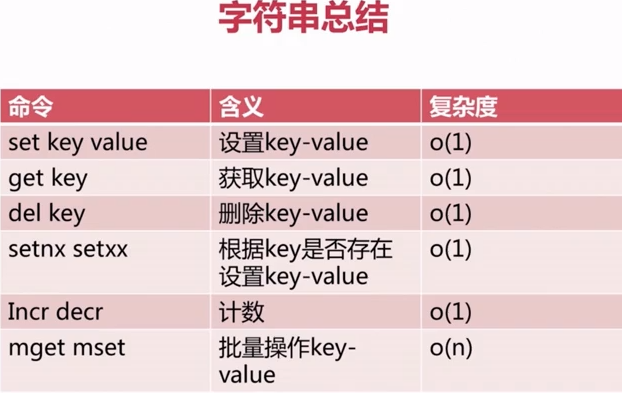 字符串总结
命令 含义 复杂度
set key value 设置key-value o(1)
get key 获取key-value o(1)
del key 删除key-value o(1)
setnx setxx 根据key是否存在 o(1)
设置key-value
Incr decr 计数 o(1)
mget mset 批量操作key- o(n)
value